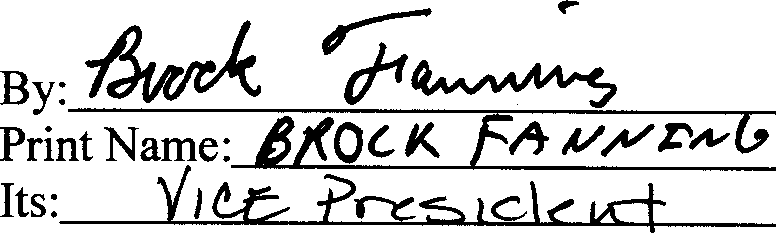 By: Brock Fanning
Print Name: BROCK FANNING
Its: VICE President